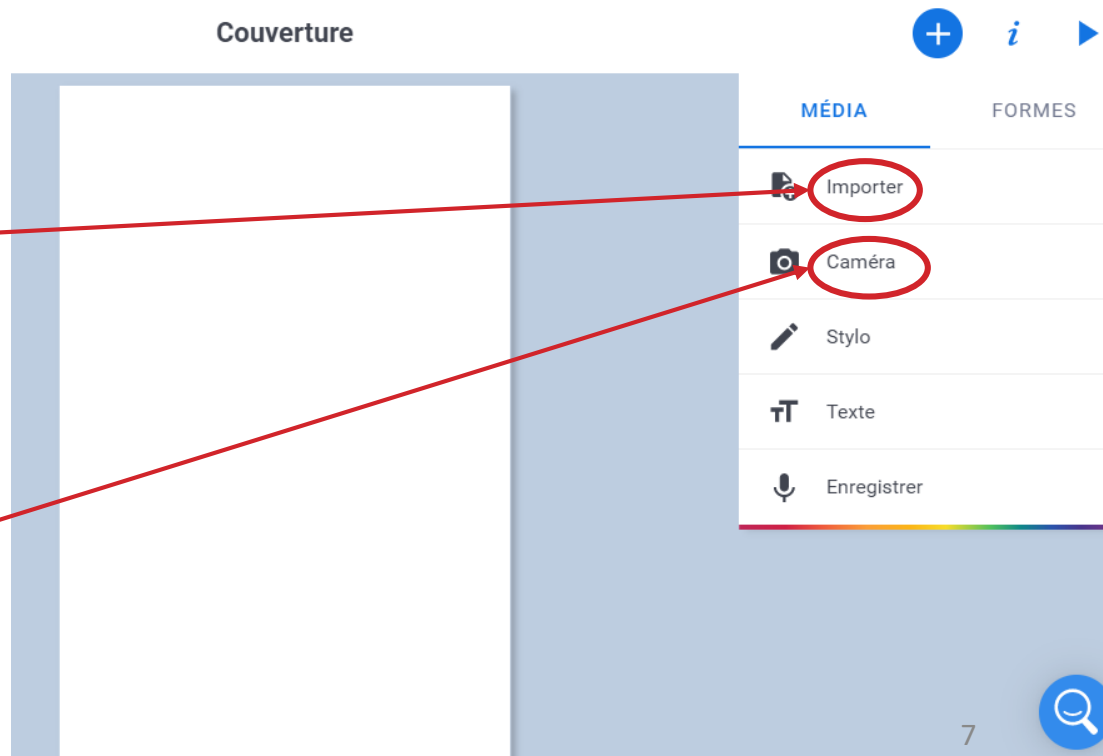 Couverture
i
MÉDIA FORMES
Importer
Caméra
Stylo
Texte
Enregistrer
7